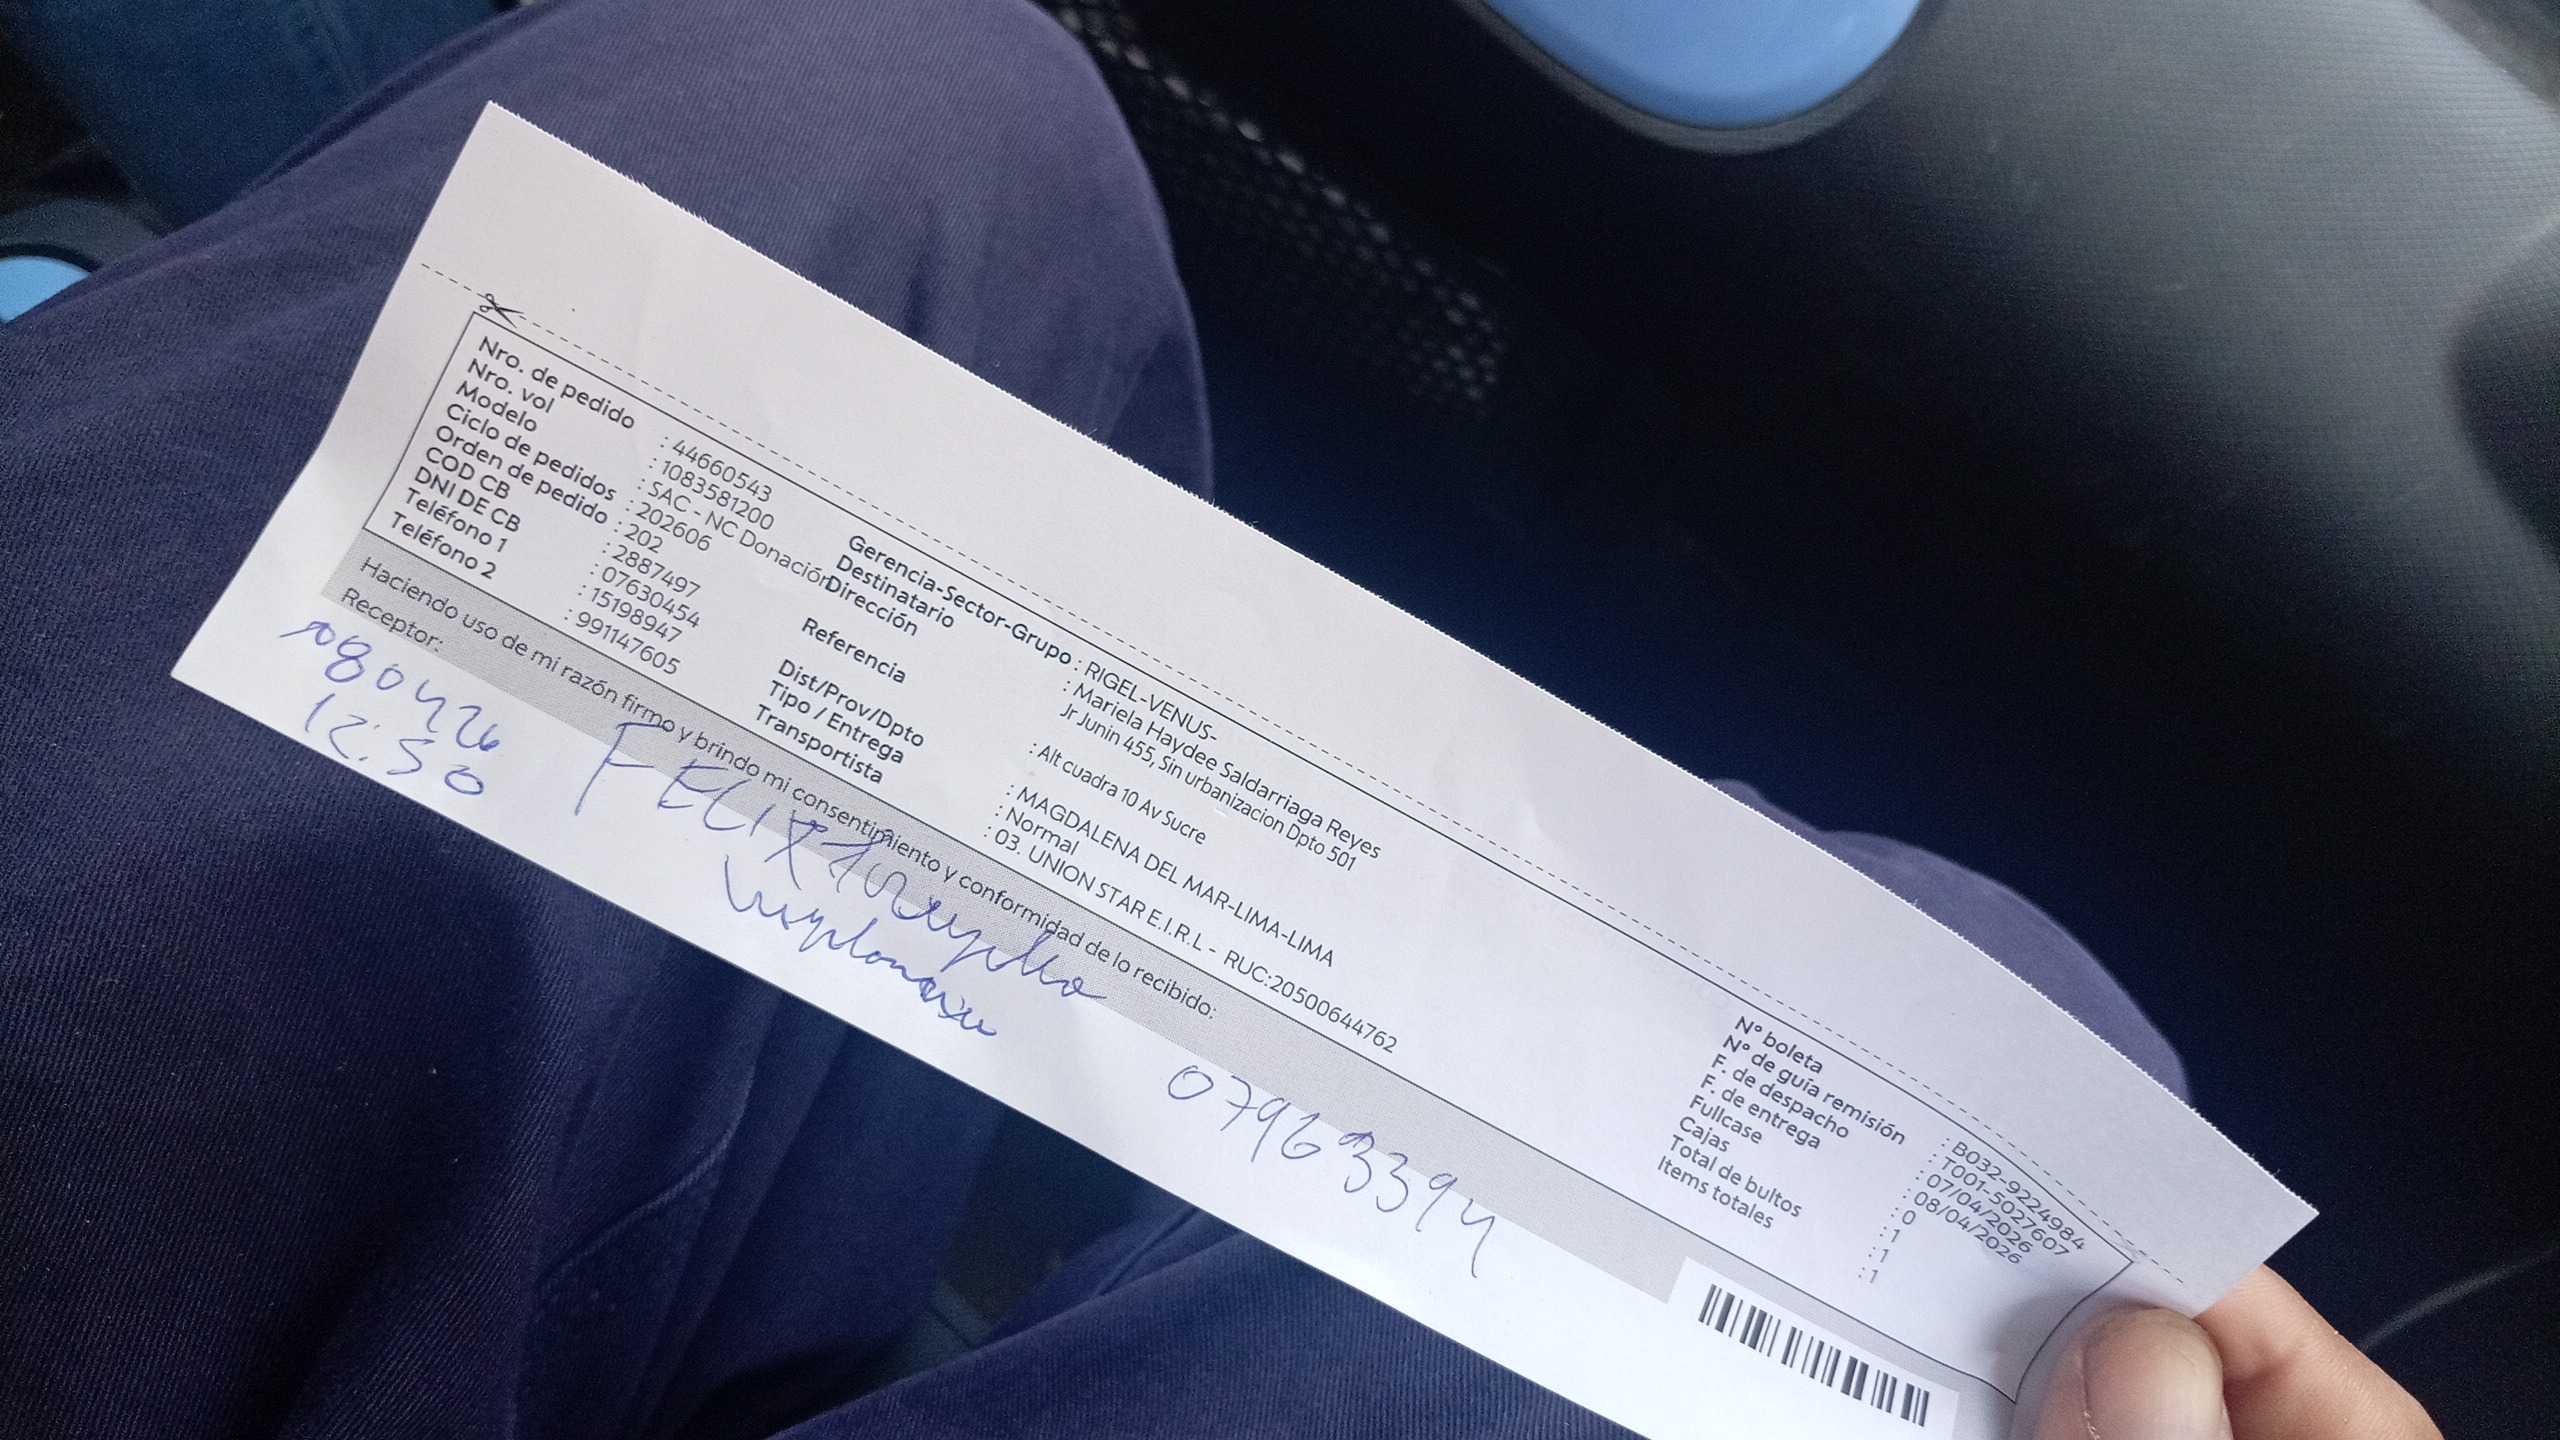 Nro. de pedido : 44660543
Nro. vol : 1083581200
Modelo : SAC - NC Donación
Ciclo de pedidos : 202606
Orden de pedido : 202
COD CB : 2887497
DNI DE CB : 07630454
Teléfono 1 : 15198947
Teléfono 2 : 991147605
Gerencia-Sector-Grupo : RIGEL-VENUS-
Destinatario : Mariela Haydee Saldarriaga Reyes
Dirección Jr Junin 455, Sin urbanizacion Dpto 501
Referencia : Alt cuadra 10 Av Sucre
Dist/Prov/Dpto : MAGDALENA DEL MAR-LIMA-LIMA
Tipo / Entrega : Normal
Transportista : 03. UNION STAR E.I.R.L - RUC:20500644762
N° boleta : B032-9224984
N° de guía remisión : T001-5027607
F. de despacho : 07/04/2026
F. de entrega : 08/04/2026
Fullcase : 0
Cajas : 1
Total de bultos : 1
Items totales : 1
Haciendo uso de mi razón firmo y brindo mi consentimiento y conformidad de lo recibido:
Receptor:
080426
12:50
FELIX
07963394